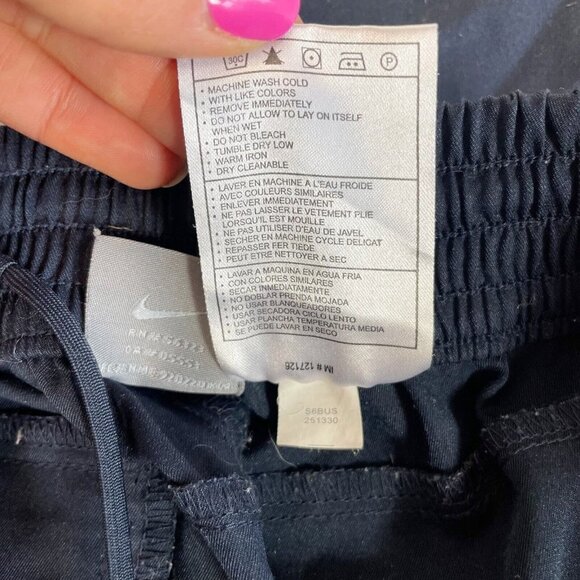 30C
P
• MACHINE WASH COLD
WITH LIKE COLORS
• REMOVE IMMEDIATELY
• DO NOT ALLOW TO LAY ON ITSELF
WHEN WET
• DO NOT BLEACH
• TUMBLE DRY LOW
• WARM IRON
• DRY CLEANABLE
• LAVER EN MACHINE A L'EAU FROIDE
AVEC COULEURS SIMILAIRES
• ENLEVER IMMEDIATEMENT
• NE PAS LAISSER LE VETEMENT PLIE
LORSQU'IL EST MOUILLE
• NE PAS UTILISER D'EAU DE JAVEL
• SECHER EN MACHINE CYCLE DELICAT
• REPASSER FER TIEDE
• PEUT ETRE NETTOYER A SEC
• LAVAR A MAQUINA EN AGUA FRIA
CON COLORES SIMILARES
• SECAR INMEDIATAMENTE
• NO DOBLAR PRENDA MOJADA
• NO USAR BLANQUEADORES
• USAR SECADORA CICLO LENTO
• USAR PLANCHA TEMPERATURA MEDIA
• SE PUEDE LAVAR EN SECO
IM # 127126
RN # 56323
CA # 05553
S6BUS
251330